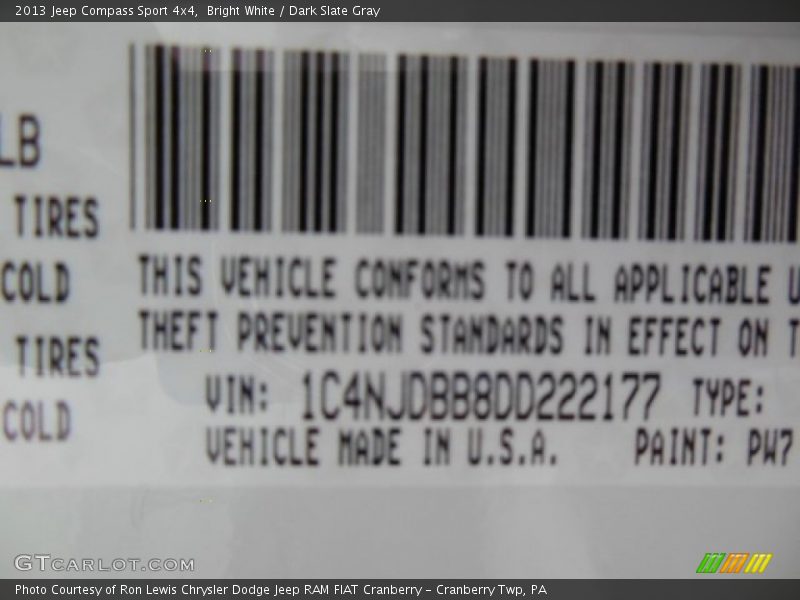 2013 Jeep Compass Sport 4x4,  Bright White / Dark Slate Gray
LB
TIRES
COLD
TIRES
COLD
THIS VEHICLE CONFORMS TO ALL APPLICABLE U
THEFT PREVENTION STANDARDS IN EFFECT ON T
VIN: 1C4NJDBB8DD222177 TYPE:
VEHICLE MADE IN U.S.A. PAINT: PW7
GTCARLOT.COM
Photo Courtesy of Ron Lewis Chrysler Dodge Jeep RAM FIAT Cranberry – Cranberry Twp, PA